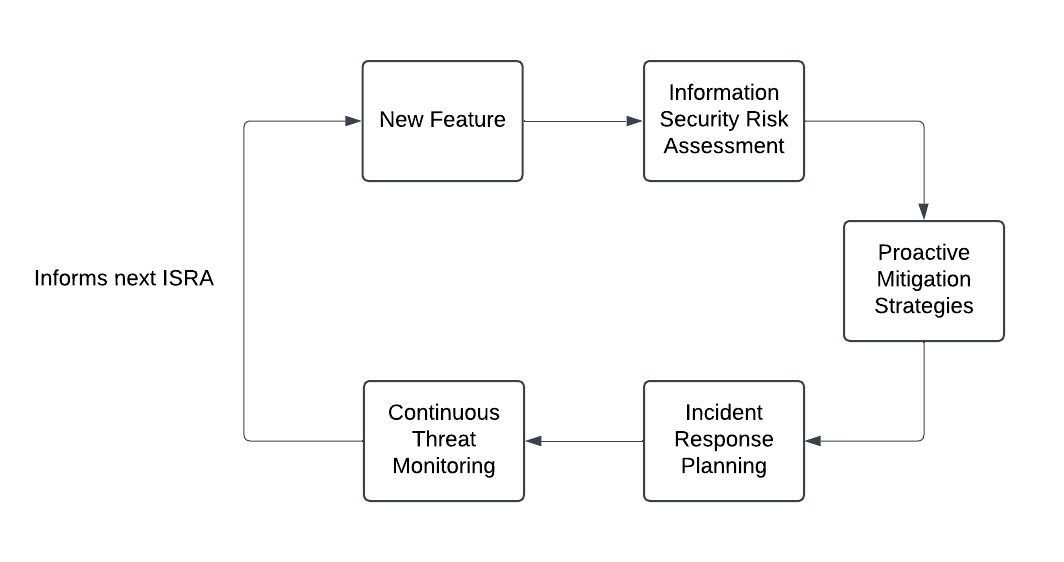 New Feature
Information
Security Risk
Assessment
Proactive
Mitigation
Strategies
Informs next ISRA
Continuous
Threat
Monitoring
Incident
Response
Planning